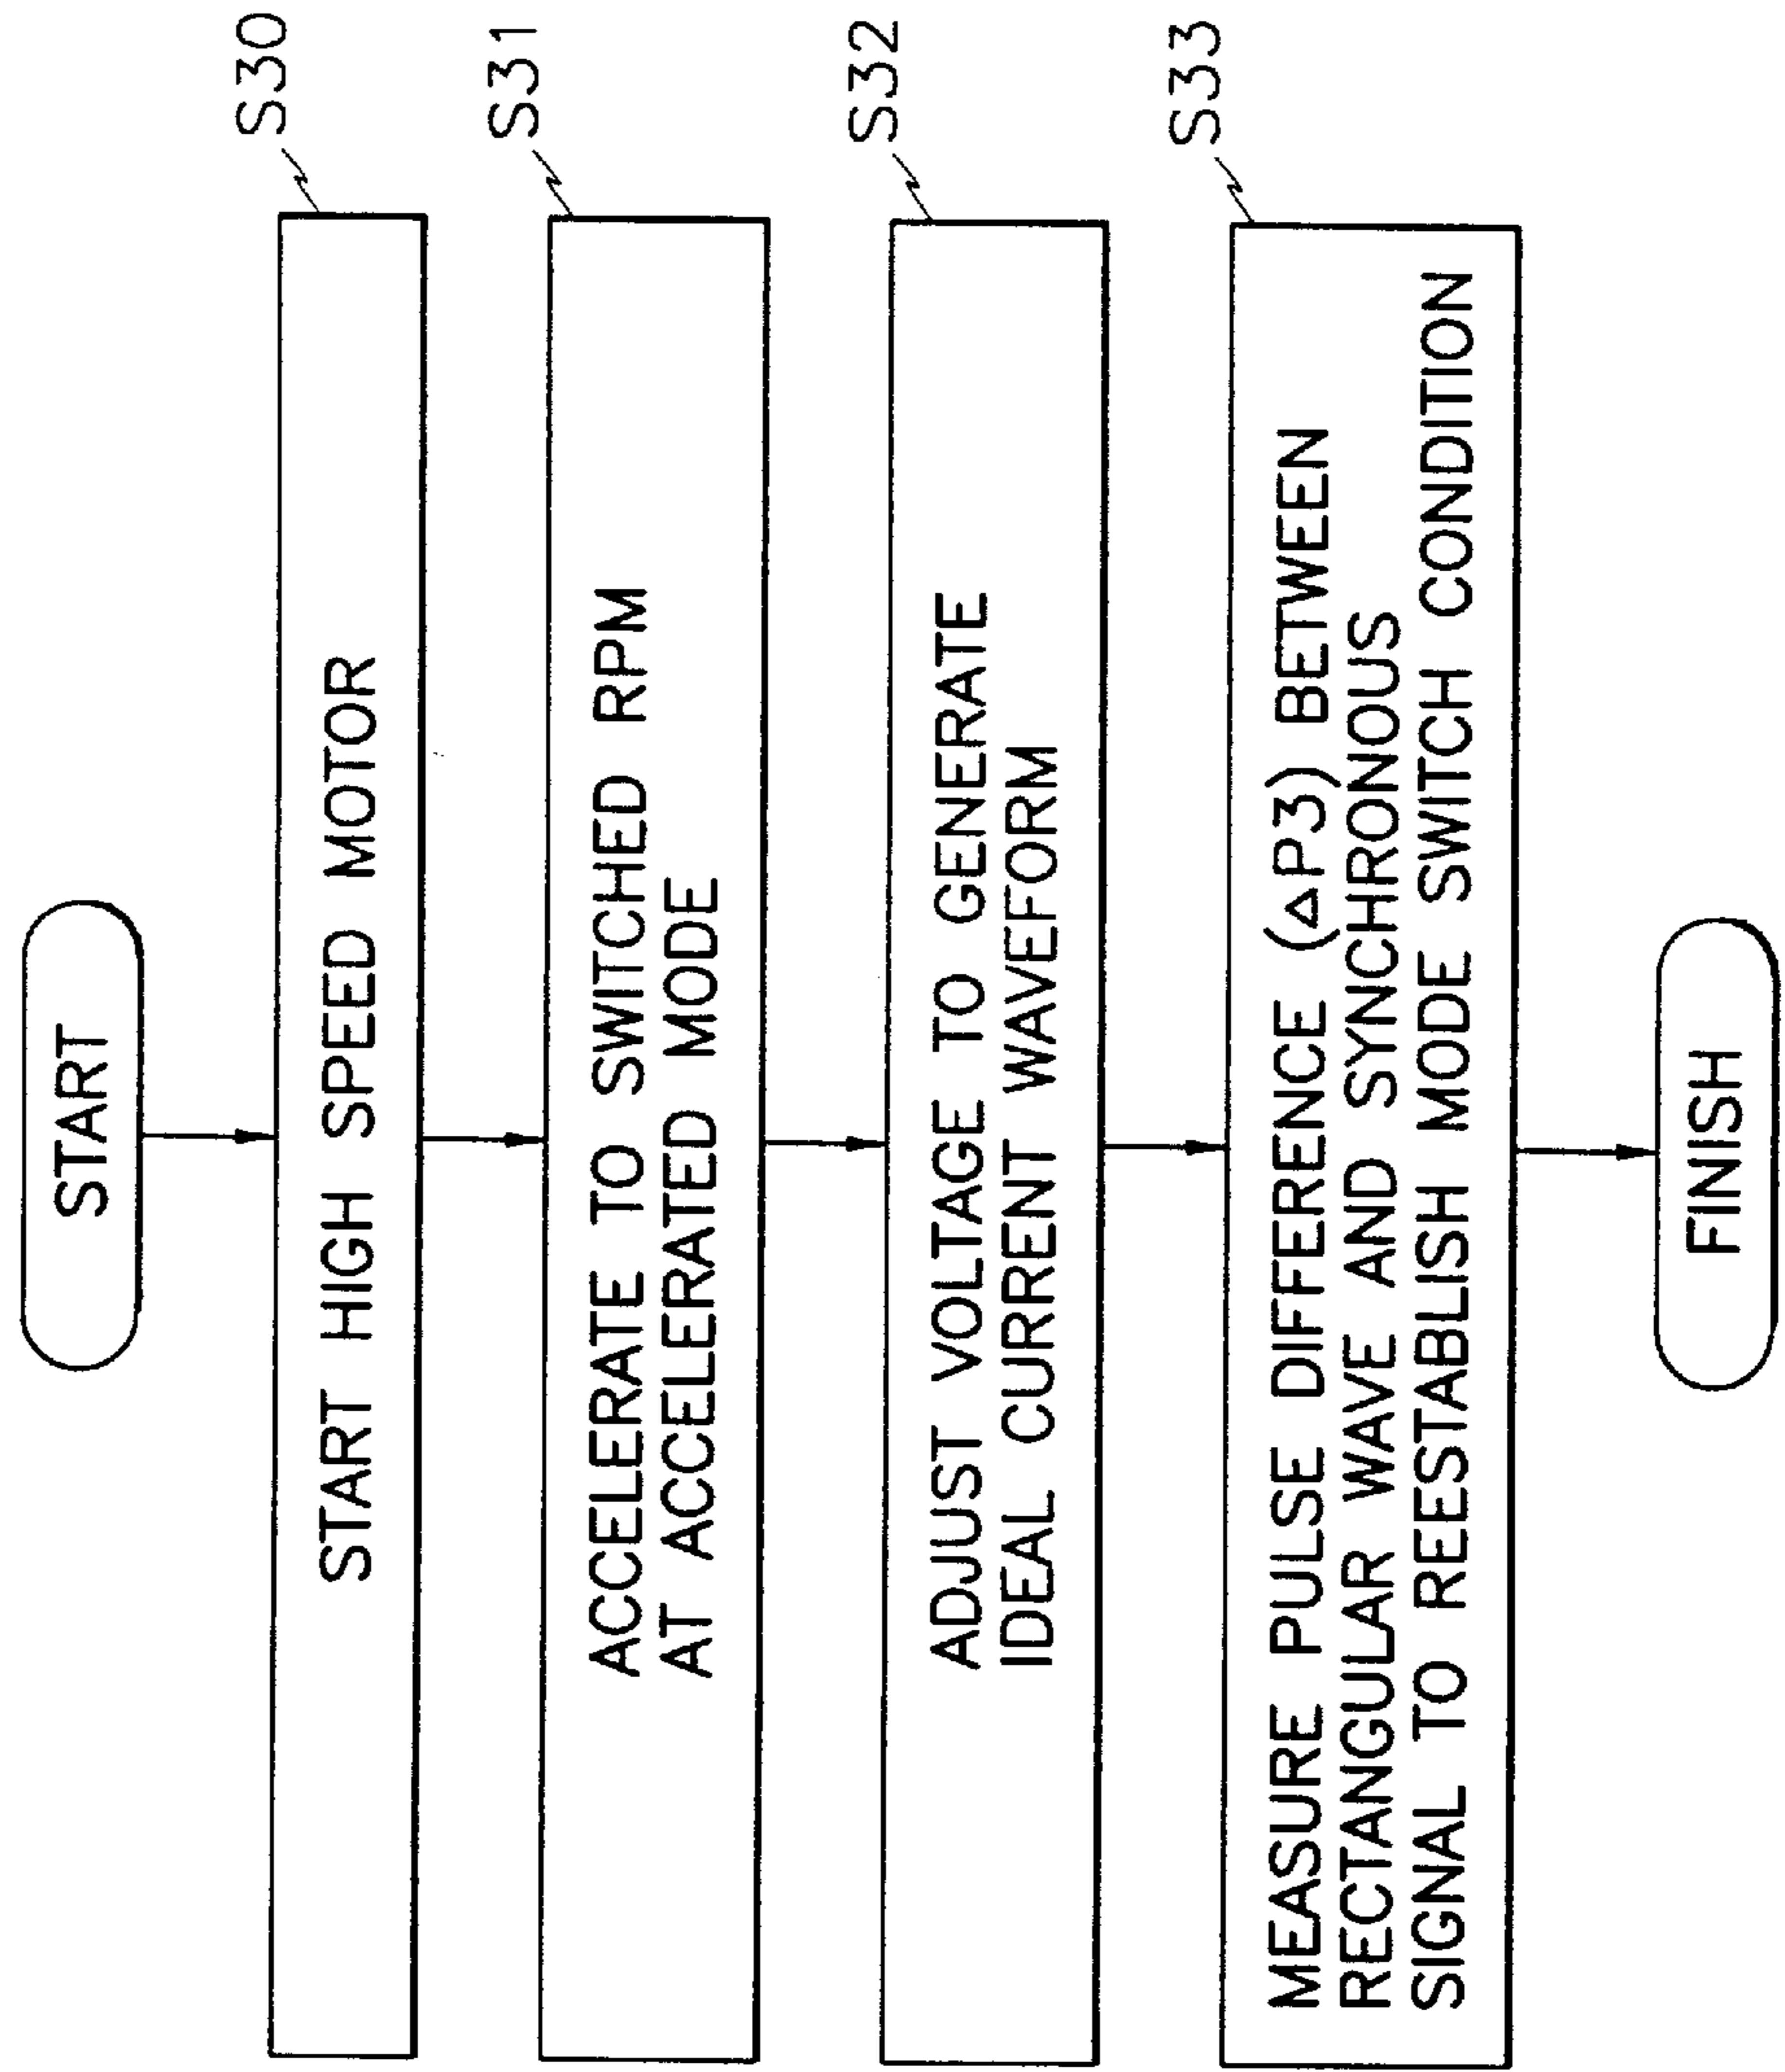 START
S30
START HIGH SPEED MOTOR
S31
ACCELERATE TO SWITCHED RPM
AT ACCELERATED MODE
S32
ADJUST VOLTAGE TO GENERATE
IDEAL CURRENT WAVEFORM
S33
MEASURE PULSE DIFFERENCE (△P3) BETWEEN
RECTANGULAR WAVE AND SYNCHRONOUS
SIGNAL TO REESTABLISH MODE SWITCH CONDITION
FINISH